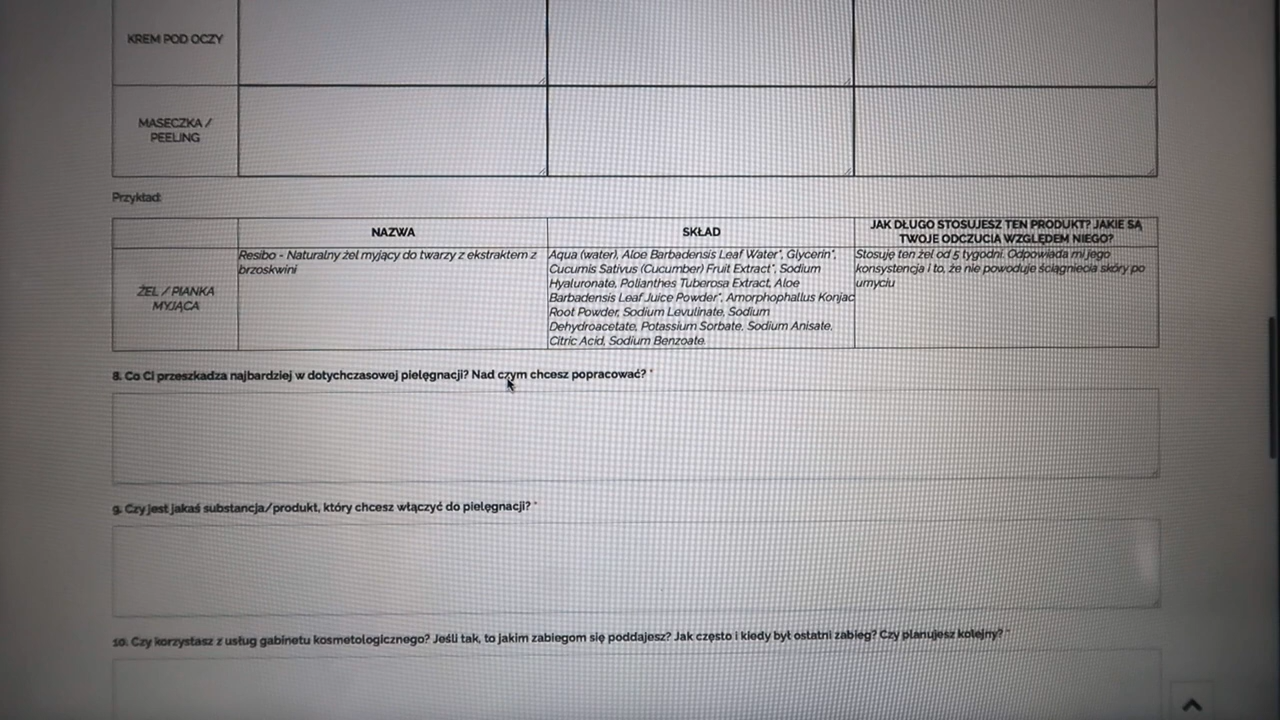 KREM POD OCZY
MASECZKA /
PEELING
Przykład:
NAZWA
SKŁAD
JAK DŁUGO STOSUJESZ TEN PRODUKT? JAKIE SĄ
TWOJE ODCZUCIA WZGLĘDEM NIEGO?
ŻEL / PIANKA
MYJĄCA
Resibo - Naturalny żel myjący do twarzy z ekstraktem z
brzoskwini
Aqua (water), Aloe Barbadensis Leaf Water*, Glycerin*,
Cucumis Sativus (Cucumber) Fruit Extract*, Sodium
Hyaluronate, Polianthes Tuberosa Extract, Aloe
Barbadensis Leaf Juice Powder*, Amorphophallus Konjac
Root Powder, Sodium Levulinate, Sodium
Dehydroacetate, Potassium Sorbate, Sodium Anisate,
Citric Acid, Sodium Benzoate.
Stosuję ten żel od 5 tygodni. Odpowiada mi jego
konsystencja i to, że nie powoduje ściągniecia skóry po
umyciu
8. Co Ci przeszkadza najbardziej w dotychczasowej pielęgnacji? Nad czym chcesz popracować? *
9. Czy jest jakaś substancja/produkt, który chcesz włączyć do pielęgnacji? *
10. Czy korzystasz z usług gabinetu kosmetologicznego? Jeśli tak, to jakim zabiegom się poddajesz? Jak często i kiedy był ostatni zabieg? Czy planujesz kolejny? *